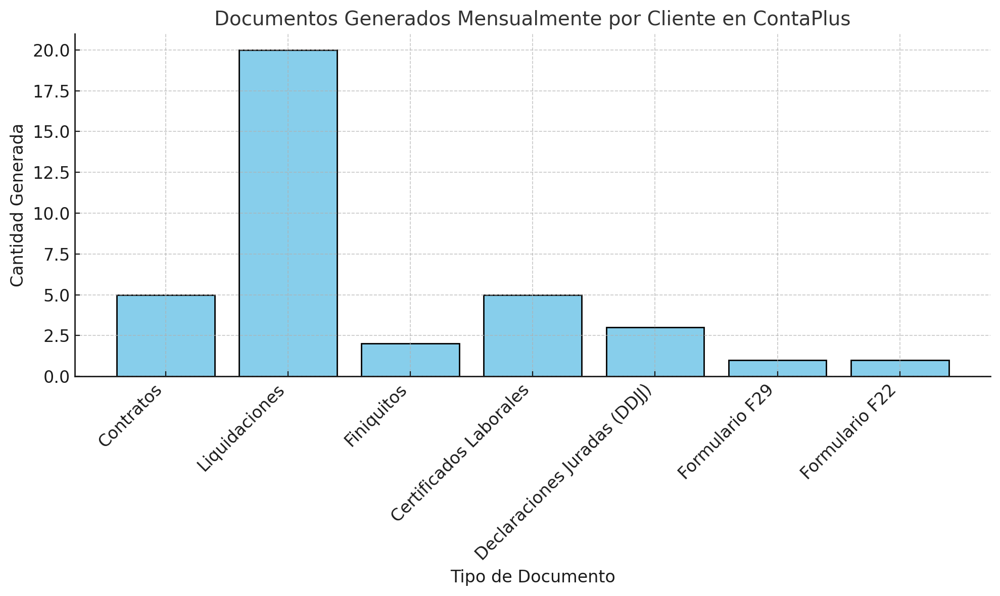 Documentos Generados Mensualmente por Cliente en ContaPlus
Cantidad Generada
20.0
17.5
15.0
12.5
10.0
7.5
5.0
2.5
0.0
Contratos
Liquidaciones
Finiquitos
Certificados Laborales
Declaraciones Juradas (DDJJ)
Formulario F29
Formulario F22
Tipo de Documento